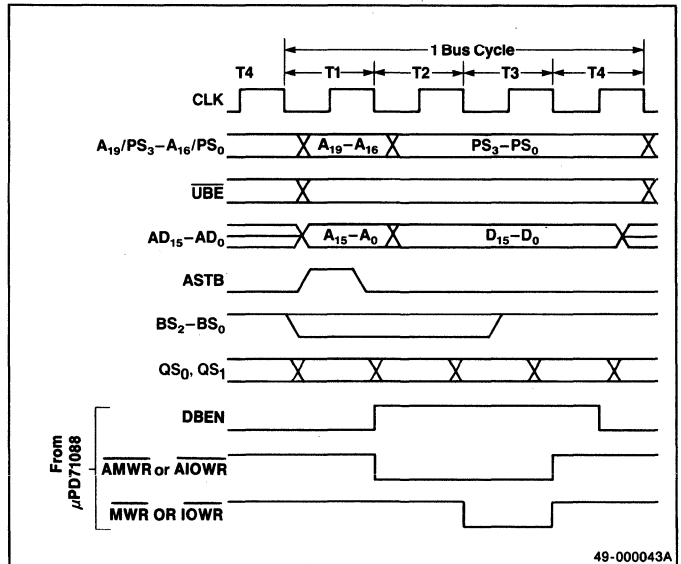 1 Bus Cycle
T4 T1 T2 T3 T4
CLK
A19/PS3–A16/PS0 A19–A16 PS3–PS0
UBE
AD15–AD0 A15–A0 D15–D0
ASTB
BS2–BS0
QS0, QS1
DBEN
From
μPD71088
AMWR or AIOWR
MWR OR IOWR
49-000043A